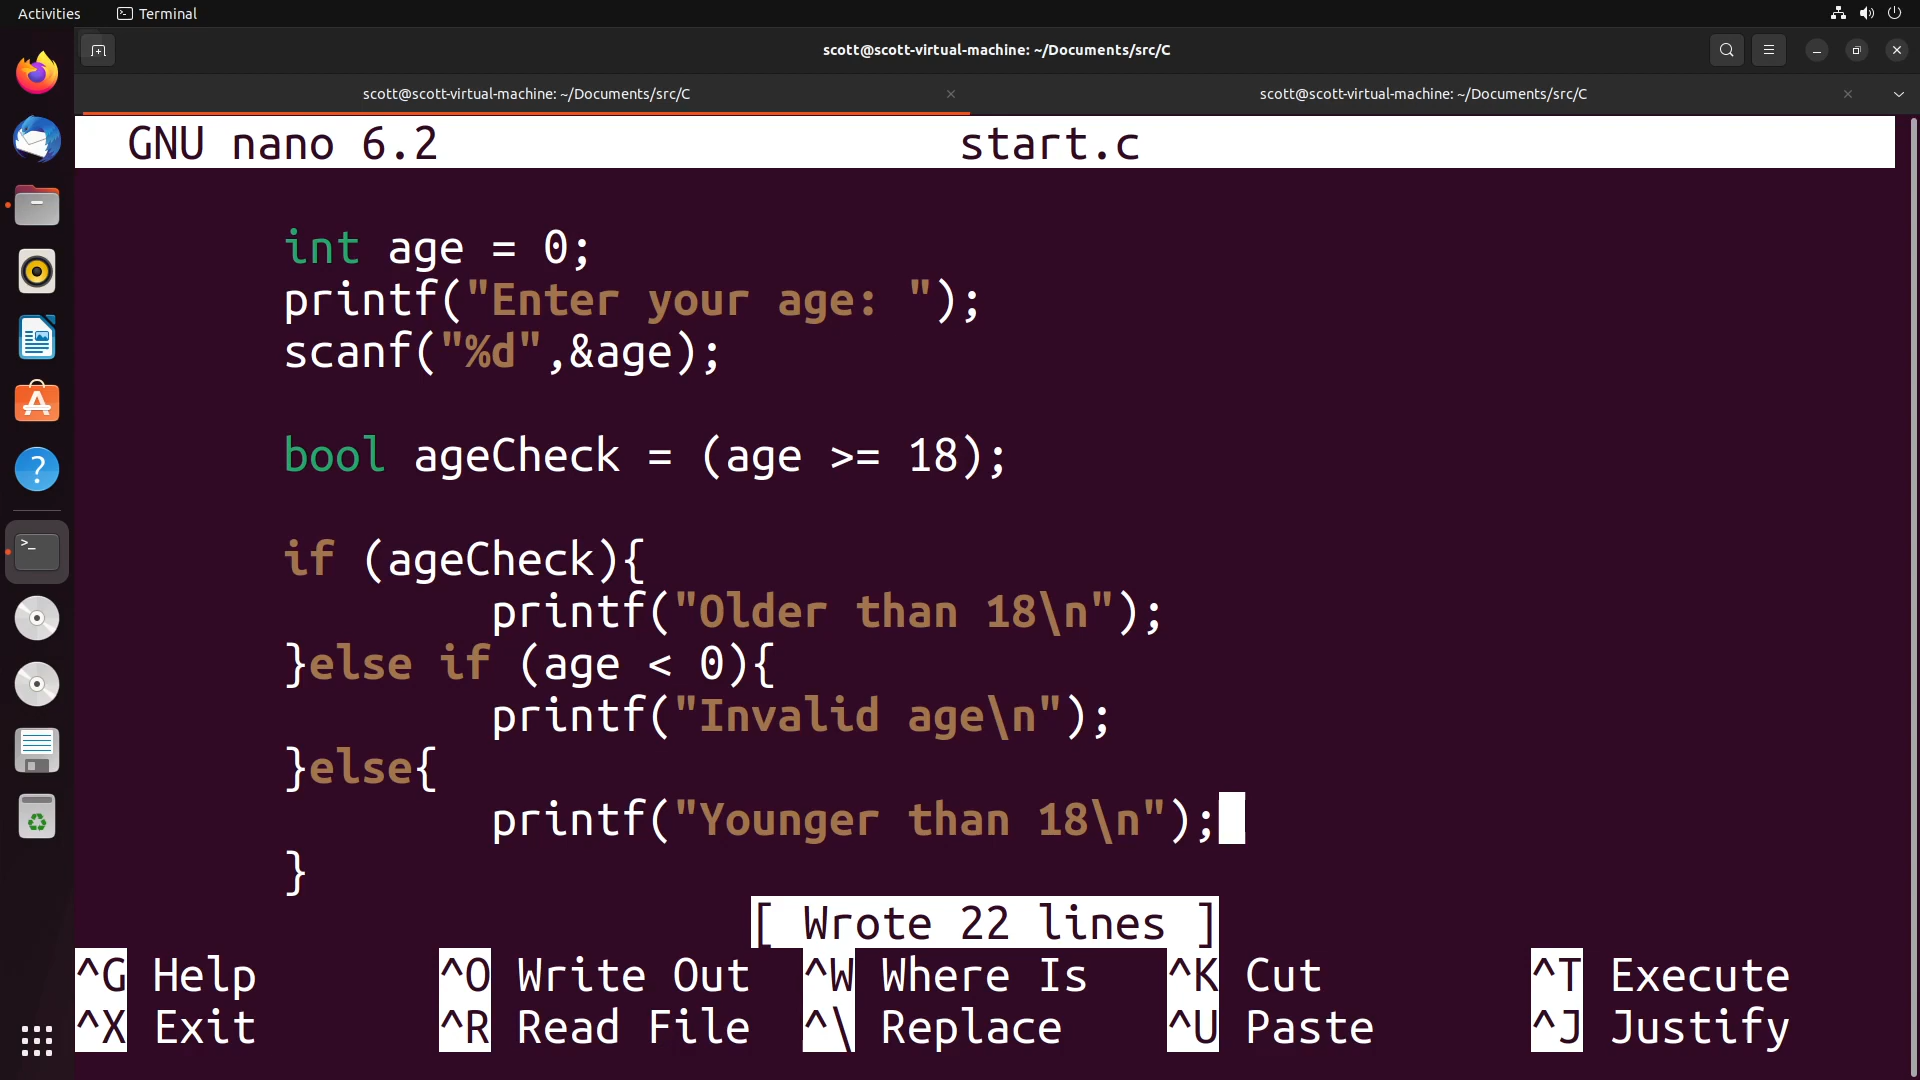 Activities Terminal
scott@scott-virtual-machine: ~/Documents/src/C
scott@scott-virtual-machine: ~/Documents/src/C scott@scott-virtual-machine: ~/Documents/src/C
GNU nano 6.2 start.c
int age = 0;
printf("Enter your age: ");
scanf("%d",&age);
bool ageCheck = (age >= 18);
if (ageCheck){
printf("Older than 18\n");
}else if (age < 0){
printf("Invalid age\n");
}else{
printf("Younger than 18\n");
}
[ Wrote 22 lines ]
^G Help ^O Write Out ^W Where Is ^K Cut ^T Execute
^X Exit ^R Read File ^\ Replace ^U Paste ^J Justify